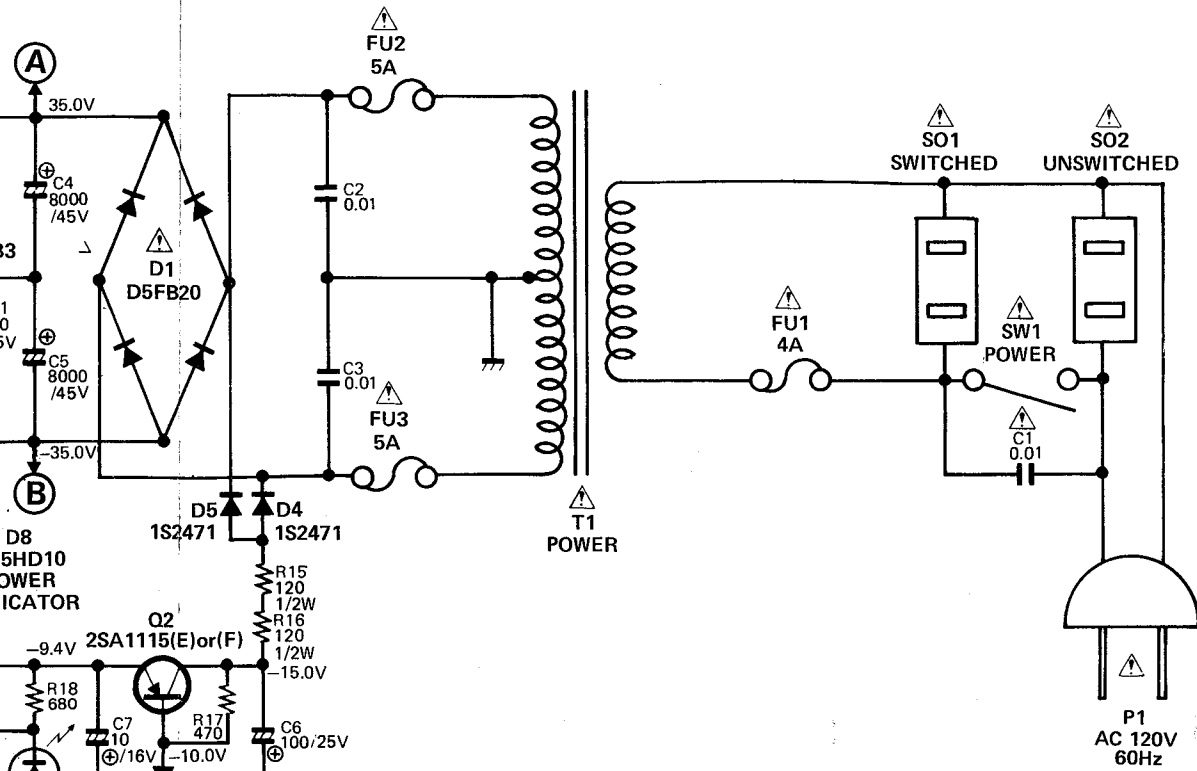 FU2
5A
A
35.0V
SO1
SWITCHED
SO2
UNSWITCHED
C4
8000
/45V
C2
0.01
D1
D5FB20
FU1
4A
SW1
POWER
C5
8000
/45V
C3
0.01
FU3
5A
C1
0.01
-35.0V
B
D5
1S2471
D4
1S2471
T1
POWER
D8
5HD10
R15
120
1/2W
R16
120
1/2W
Q2
2SA1115(E)or(F)
-9.4V
-15.0V
R18
680
C7
10
/16V
R17
470
-10.0V
C6
100/25V
P1
AC 120V
60Hz